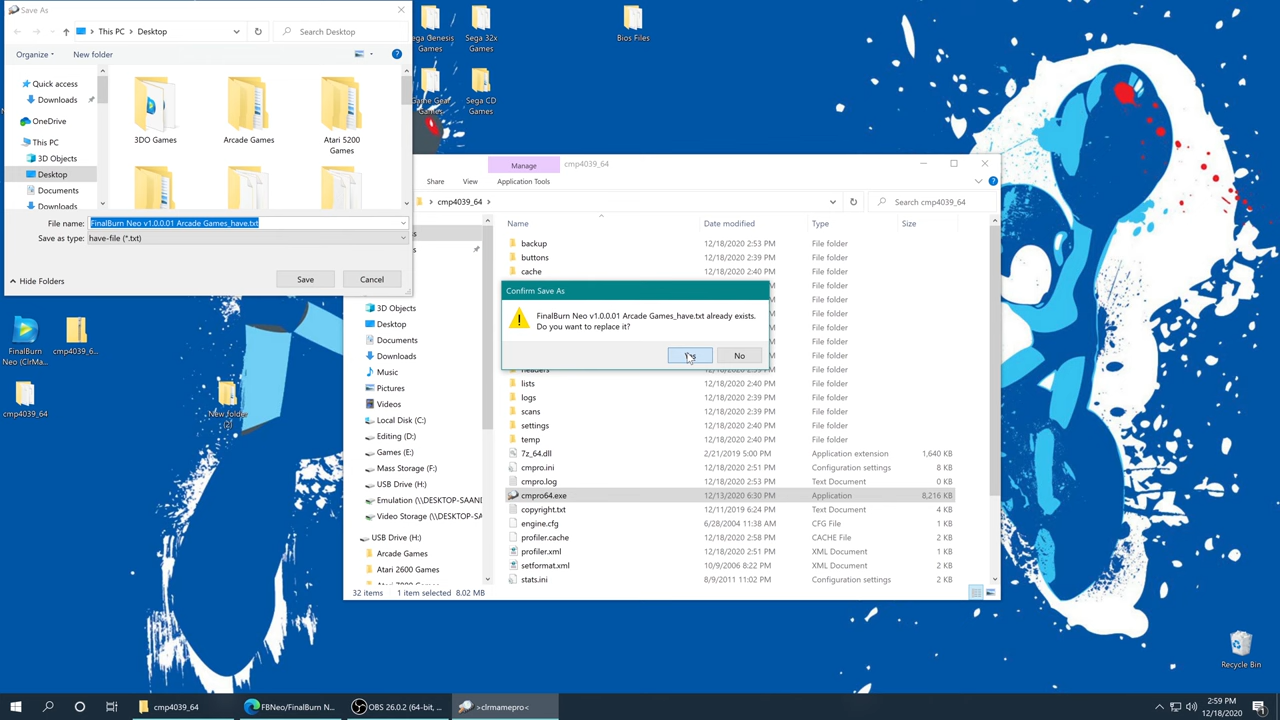 Save As
This PC
Desktop
Search Desktop
Organize
New folder
Quick access
Downloads
OneDrive
This PC
3D Objects
Desktop
Documents
Downloads
3DO Games
Arcade Games
Atari 5200
Games
File name:
FinalBurn Neo v1.0.0.01 Arcade Games_have.txt
Save as type:
have-file (*.txt)
Hide Folders
Save
Cancel
Sega 32x
Games
Sega CD
Games
Bios Files
Manage
cmp4039_64
Share
View
Application Tools
cmp4039_64
Search cmp4039_64
3D Objects
Desktop
Documents
Downloads
Music
Pictures
Videos
Local Disk (C:)
Editing (D:)
Games (E:)
Mass Storage (F:)
USB Drive (H:)
Emulation (\\DESKTOP-SAAND
Video Storage (\\DESKTOP-S
USB Drive (H:)
Arcade Games
Atari 2600 Games
Name Date modified Type Size
backup 12/18/2020 2:53 PM File folder
buttons 12/18/2020 2:39 PM File folder
cache 12/18/2020 2:40 PM File folder
Confirm Save As
FinalBurn Neo v1.0.0.01 Arcade Games_have.txt already exists.
Do you want to replace it?
No
File folder
File folder
File folder
File folder
File folder
File folder
headers 12/18/2020 2:39 PM File folder
lists 12/18/2020 2:40 PM File folder
logs 12/18/2020 2:39 PM File folder
scans 12/18/2020 2:39 PM File folder
settings 12/18/2020 2:40 PM File folder
temp 12/18/2020 2:40 PM File folder
7z_64.dll 2/21/2019 5:00 PM Application extension 1,640 KB
cmpro.ini 12/18/2020 2:51 PM Configuration settings 8 KB
cmpro.log 12/18/2020 2:53 PM Text Document 2 KB
cmpro64.exe 12/13/2020 6:30 PM Application 8,216 KB
copyright.txt 12/11/2019 6:24 PM Text Document 2 KB
engine.cfg 6/28/2004 11:38 AM CFG File 1 KB
profiler.cache 12/18/2020 2:58 PM CACHE File 2 KB
profiler.xml 12/18/2020 2:51 PM XML Document 1 KB
setformat.xml 10/9/2006 8:22 PM XML Document 2 KB
stats.ini 8/9/2011 11:02 PM Configuration settings 2 KB
32 items 1 item selected 8.02 MB
FinalBurn
Neo (ClrMa...
cmp4039_6...
cmp4039_64
New folder
(2)
Recycle Bin
cmp4039_64
FBNeo/FinalBurn N...
OBS 26.0.2 (64-bit, ...
>clrmamepro<
2:59 PM
12/18/2020
1